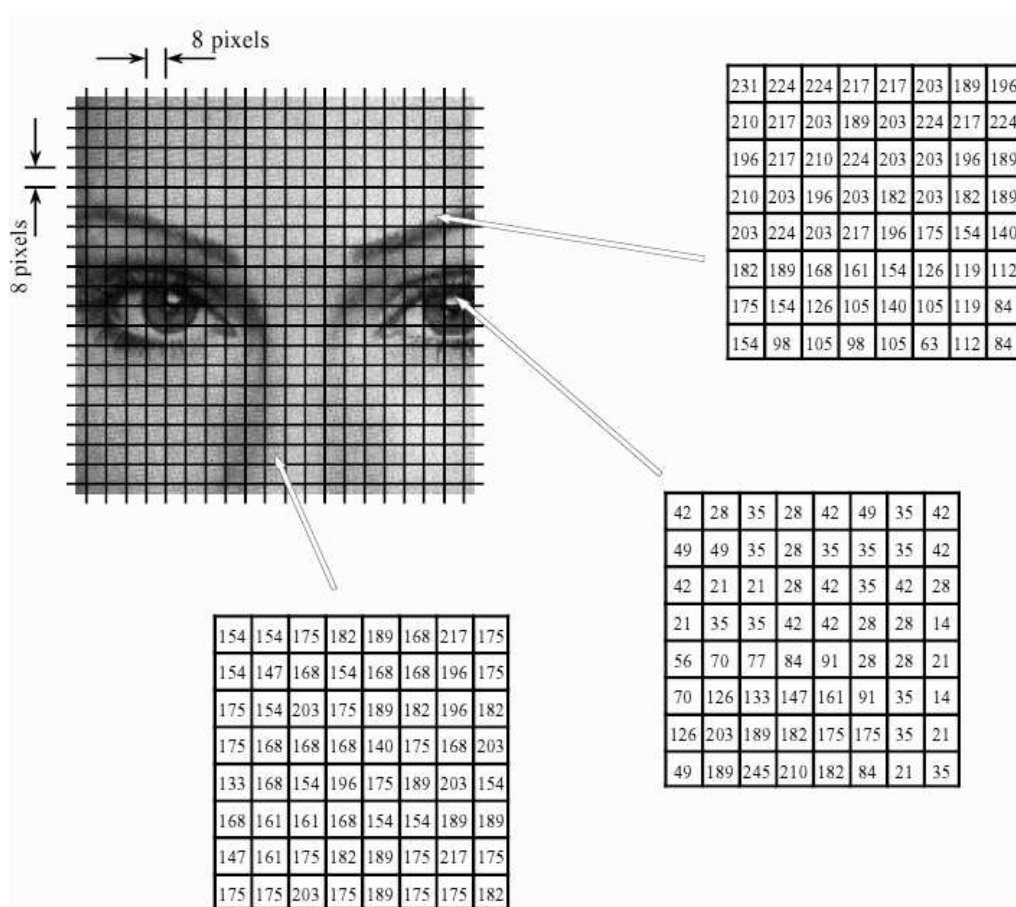 8 pixels
8 pixels
231 224 224 217 217 203 189 196
210 217 203 189 203 224 217 224
196 217 210 224 203 203 196 189
210 203 196 203 182 203 182 189
203 224 203 217 196 175 154 140
182 189 168 161 154 126 119 112
175 154 126 105 140 105 119 84
154 98 105 98 105 63 112 84
42 28 35 28 42 49 35 42
49 49 35 28 35 35 35 42
42 21 21 28 42 35 42 28
21 35 35 42 42 28 28 14
56 70 77 84 91 28 28 21
70 126 133 147 161 91 35 14
126 203 189 182 175 175 35 21
49 189 245 210 182 84 21 35
154 154 175 182 189 168 217 175
154 147 168 154 168 168 196 175
175 154 203 175 189 182 196 182
175 168 168 168 140 175 168 203
133 168 154 196 175 189 203 154
168 161 161 168 154 154 189 189
147 161 175 182 189 175 217 175
175 175 203 175 189 175 175 182